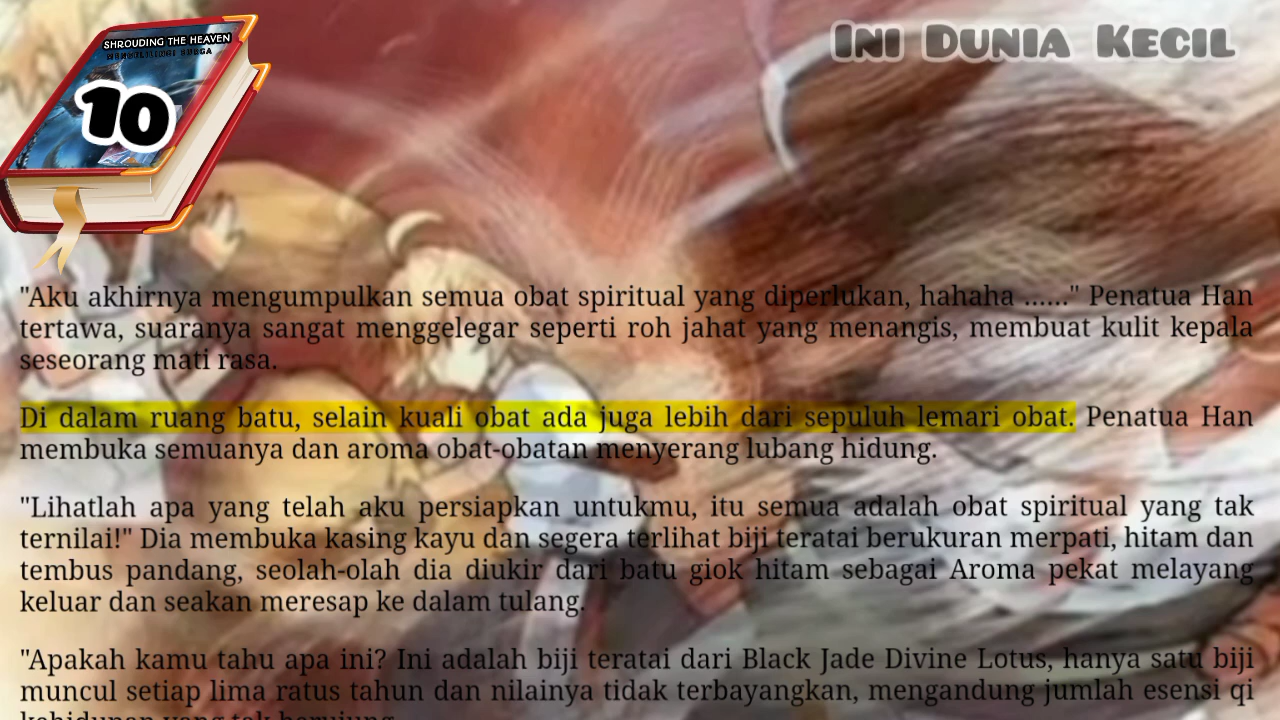 SHROUDING THE HEAVEN
10
INI DUNIA KECIL
"Aku akhirnya mengumpulkan semua obat spiritual yang diperlukan, hahaha ......" Penatua Han
tertawa, suaranya sangat menggelegar seperti roh jahat yang menangis, membuat kulit kepala
seseorang mati rasa.
Di dalam ruang batu, selain kuali obat ada juga lebih dari sepuluh lemari obat. Penatua Han
membuka semuanya dan aroma obat-obatan menyerang lubang hidung.
"Lihatlah apa yang telah aku persiapkan untukmu, itu semua adalah obat spiritual yang tak
ternilai!" Dia membuka kasing kayu dan segera terlihat biji teratai berukuran merpati, hitam dan
tembus pandang, seolah-olah dia diukir dari batu giok hitam sebagai Aroma pekat melayang
keluar dan seakan meresap ke dalam tulang.
"Apakah kamu tahu apa ini? Ini adalah biji teratai dari Black Jade Divine Lotus, hanya satu biji
muncul setiap lima ratus tahun dan nilainya tidak terbayangkan, mengandung jumlah esensi qi